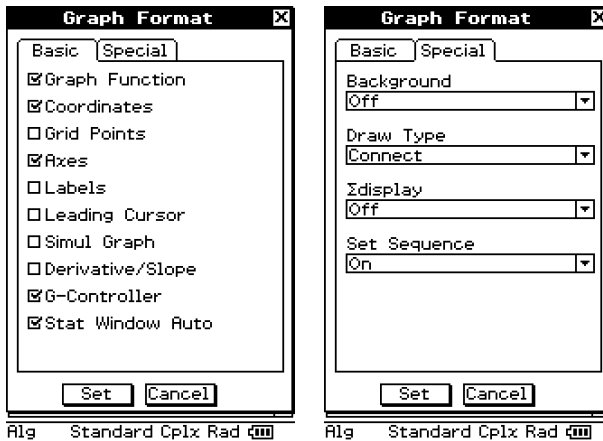 Graph Format
Basic Special
Graph Function
Coordinates
Grid Points
Axes
Labels
Leading Cursor
Simul Graph
Derivative/Slope
G-Controller
Stat Window Auto
Set Cancel
Alg Standard Cplx Rad
Graph Format
Basic Special
Background
Off
Draw Type
Connect
Σdisplay
Off
Set Sequence
On
Set Cancel
Alg Standard Cplx Rad